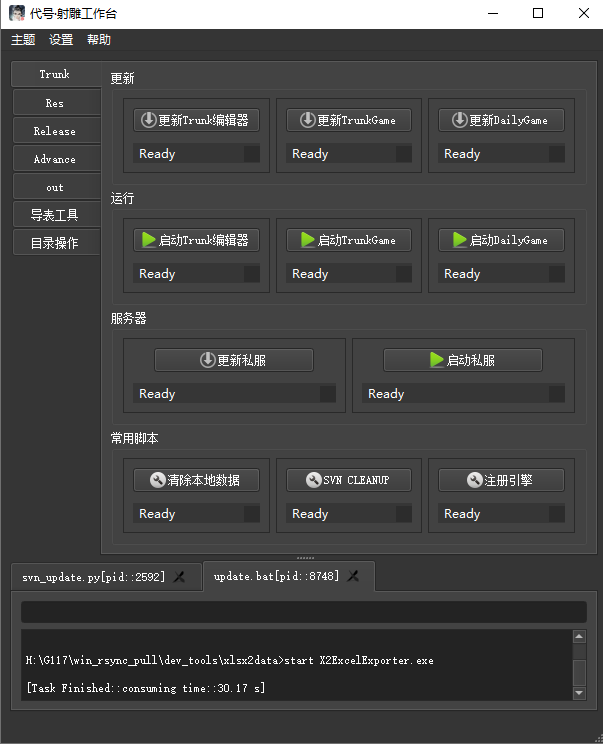 代号·射雕工作台
主题 设置 帮助
Trunk
Res
Release
Advance
out
导表工具
目录操作
更新
更新Trunk编辑器 更新TrunkGame 更新DailyGame
Ready Ready Ready
运行
启动Trunk编辑器 启动TrunkGame 启动DailyGame
Ready Ready Ready
服务器
更新私服 启动私服
Ready Ready
常用脚本
清除本地数据 SVN CLEANUP 注册引擎
Ready Ready Ready
svn_update.py[pid::2592] update.bat[pid::8748]
H:\G117\win_rsync_pull\dev_tools\xlsx2data>start X2ExcelExporter.exe
[Task Finished::consuming time::30.17 s]